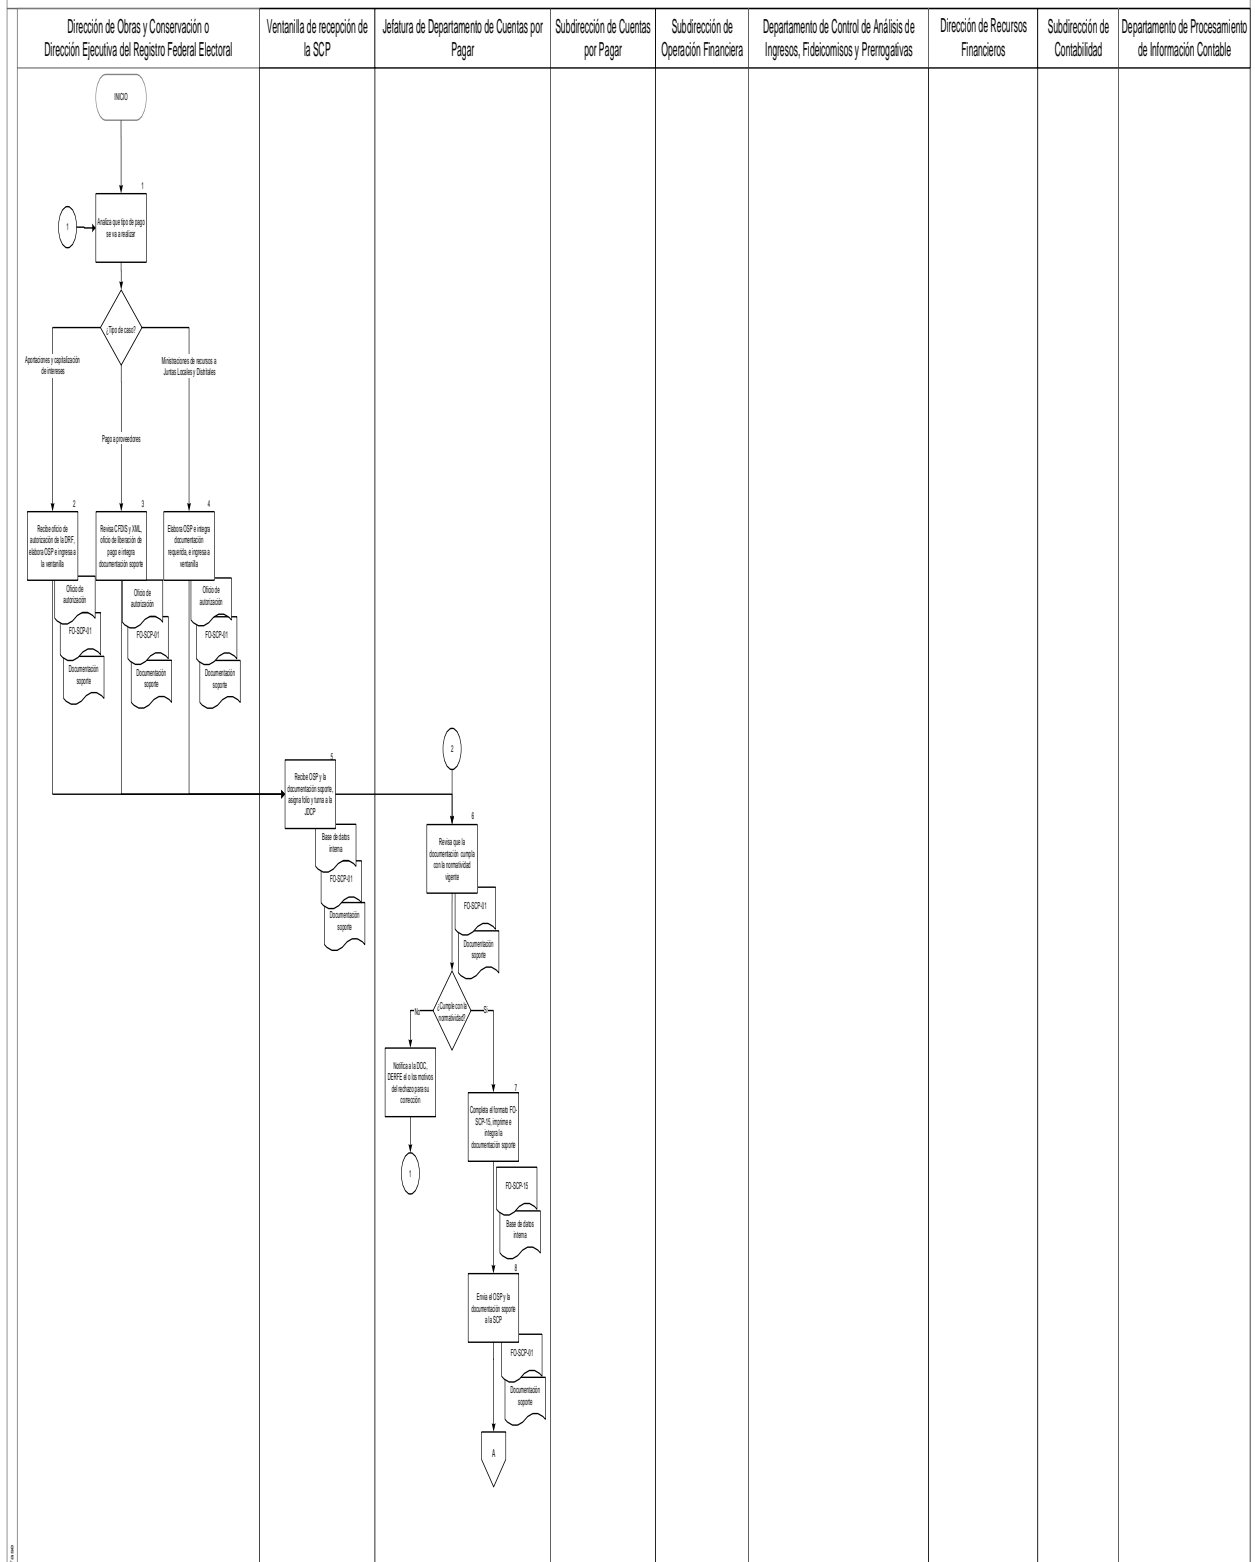 Dirección de Obras y Conservación o
Dirección Ejecutiva del Registro Federal Electoral
Ventanilla de recepción de
la SCP
Jefatura de Departamento de Cuentas por
Pagar
Subdirección de Cuentas
por Pagar
Subdirección de
Operación Financiera
Departamento de Control de Análisis de
Ingresos, Fideicomisos y Prerrogativas
Dirección de Recursos
Financieros
Subdirección de
Contabilidad
Departamento de Procesamiento
de Información Contable
INICIO
1
Analiza que tipo de pago
se va a realizar
1
¿Tipo de caso?
Aportaciones y capitalización
de intereses
Ministraciones de recursos a
Juntas Locales y Distritales
Pago a proveedores
2
Recibe oficio de
autorización de la DRF,
elabora OSP e ingresa a
la ventanilla
3
Revisa CFDIS y XML,
oficio de liberación de
pago e integra
documentación soporte
4
Elabora OSP e integra
documentación
requerida, e ingresa a
ventanilla
Oficio de
autorización
FO-SCP-01
Documentación
soporte
Oficio de
autorización
FO-SCP-01
Documentación
soporte
Oficio de
autorización
FO-SCP-01
Documentación
soporte
2
5
Recibe OSP y la
documentación soporte,
asigna folio y turna a la
JDCP
Base de datos
interna
FO-SCP-01
Documentación
soporte
6
Revisa que la
documentación cumpla
con la normatividad
vigente
FO-SCP-01
Documentación
soporte
¿Cumple con la
normatividad?
No
Sí
Notifica a la DOC,
DERFE el o los motivos
del rechazo para su
corrección
1
7
Completa el formato FO-
SCP-15, imprime e
integra la
documentación soporte
FO-SCP-15
Base de datos
interna
8
Envía el OSP y la
documentación soporte
a la SCP
FO-SCP-01
Documentación
soporte
A
Fase